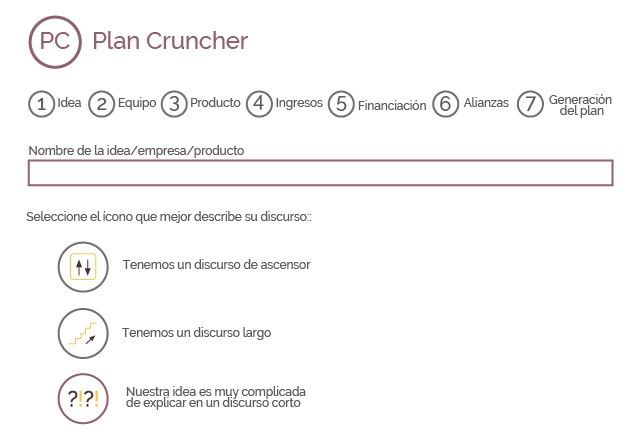 PC Plan Cruncher
1 Idea 2 Equipo 3 Producto 4 Ingresos 5 Financiación 6 Alianzas 7 Generación
del plan
Nombre de la idea/empresa/producto
Seleccione el ícono que mejor describe su discurso::
Tenemos un discurso de ascensor
Tenemos un discurso largo
?!?! Nuestra idea es muy complicada
de explicar en un discurso corto